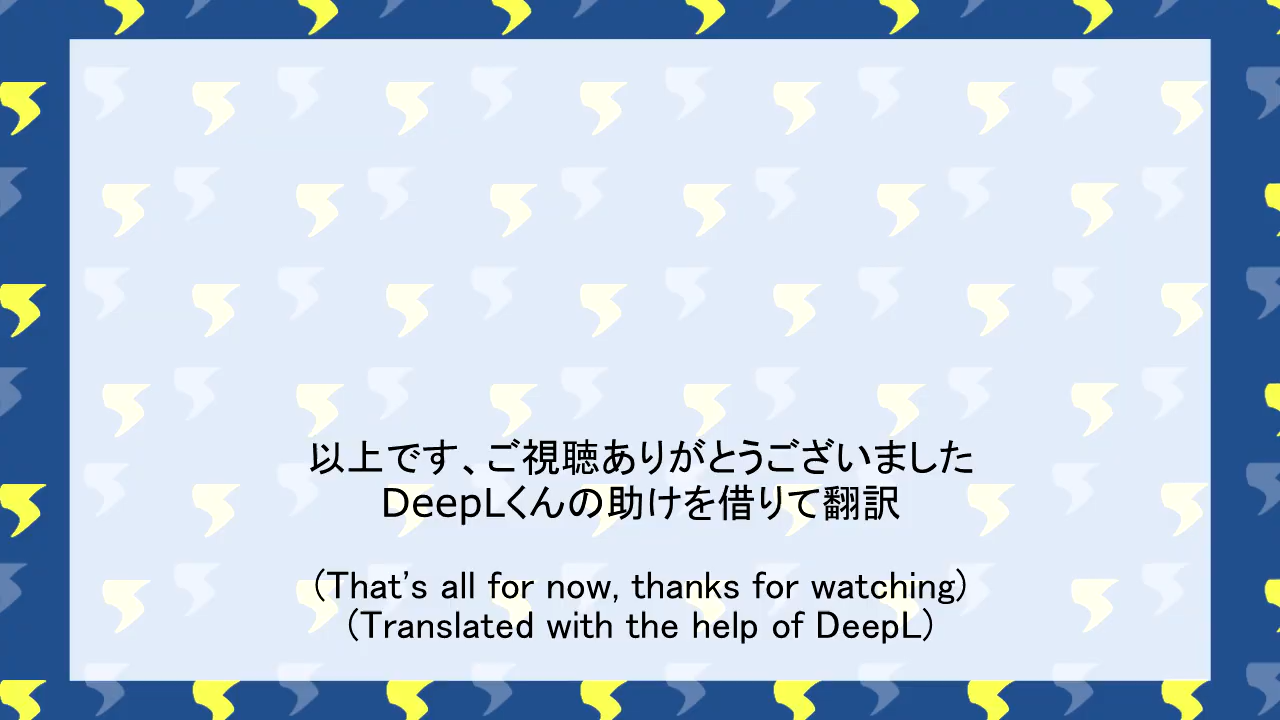 以上です、ご視聴ありがとうございました
DeepLくんの助けを借りて翻訳
(That's all for now, thanks for watching)
(Translated with the help of DeepL)